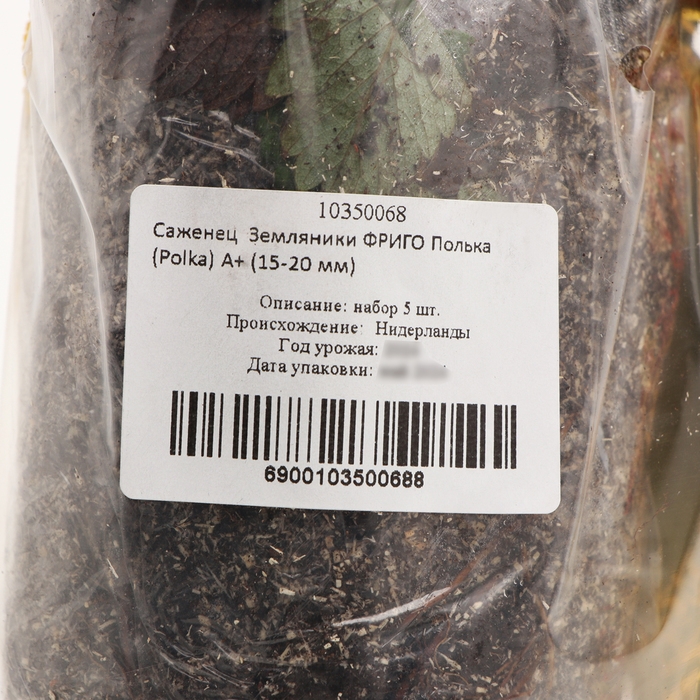 10350068
Саженец Земляники ФРИГО Полька
(Polka) A+ (15-20 мм)
Описание: набор 5 шт.
Происхождение: Нидерланды
Год урожая:
Дата упаковки:
6900103500688